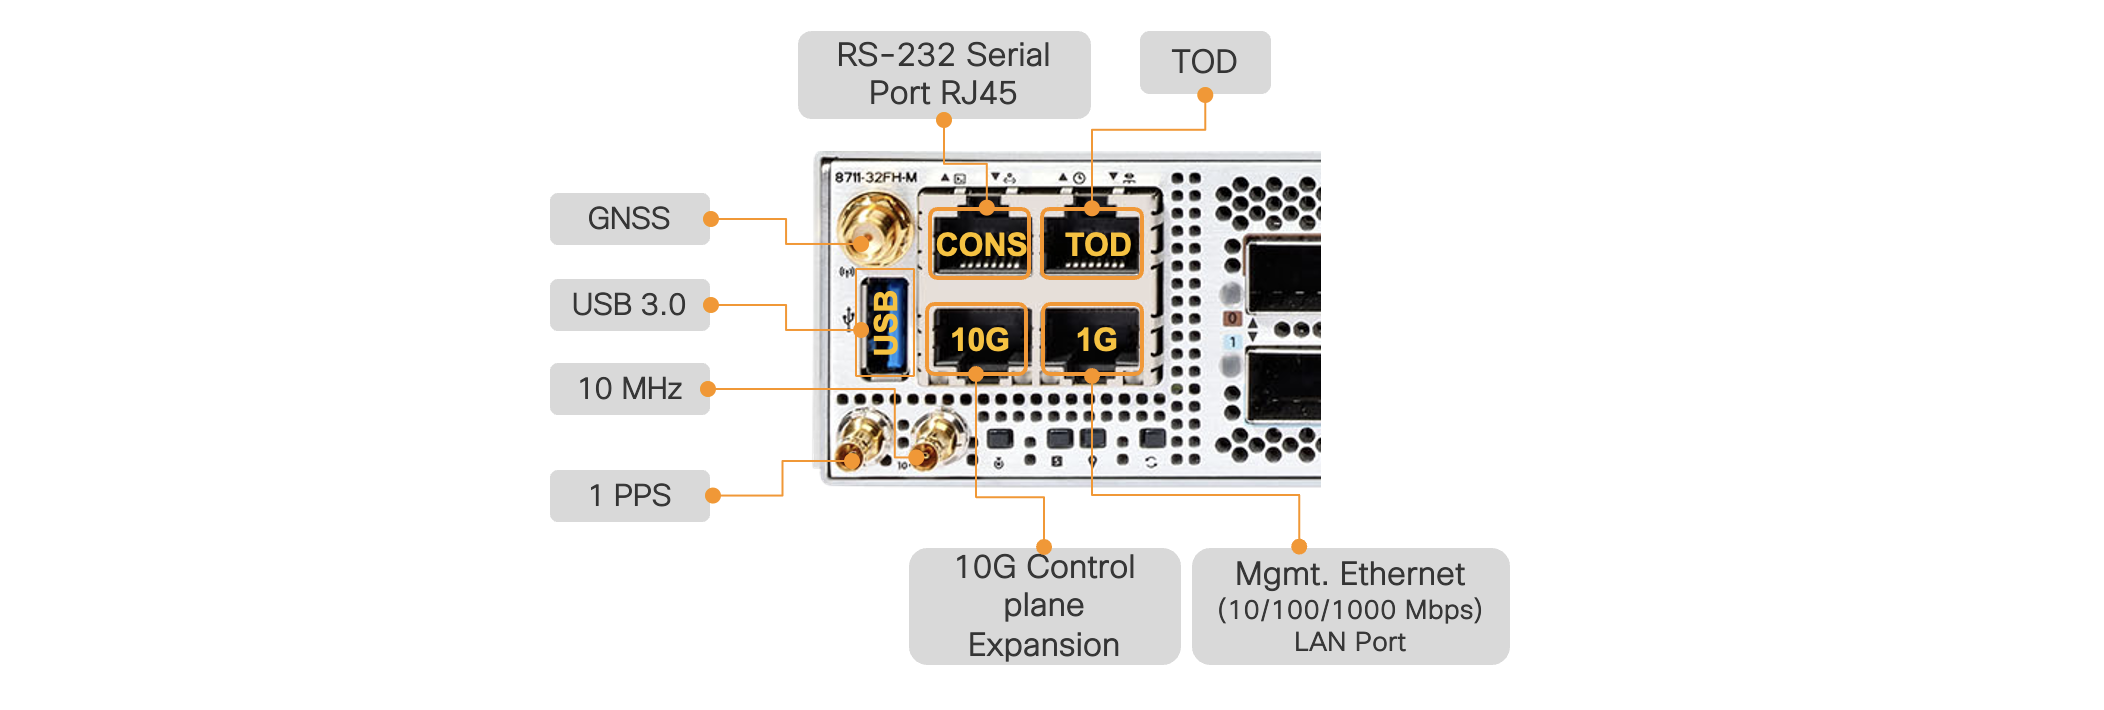 RS-232 Serial
Port RJ45
TOD
8711-32FH-M
GNSS
CONS
TOD
USB 3.0
USB
10G
1G
0
1
10 MHz
10
S
1 PPS
10G Control
plane
Expansion
Mgmt. Ethernet
(10/100/1000 Mbps)
LAN Port